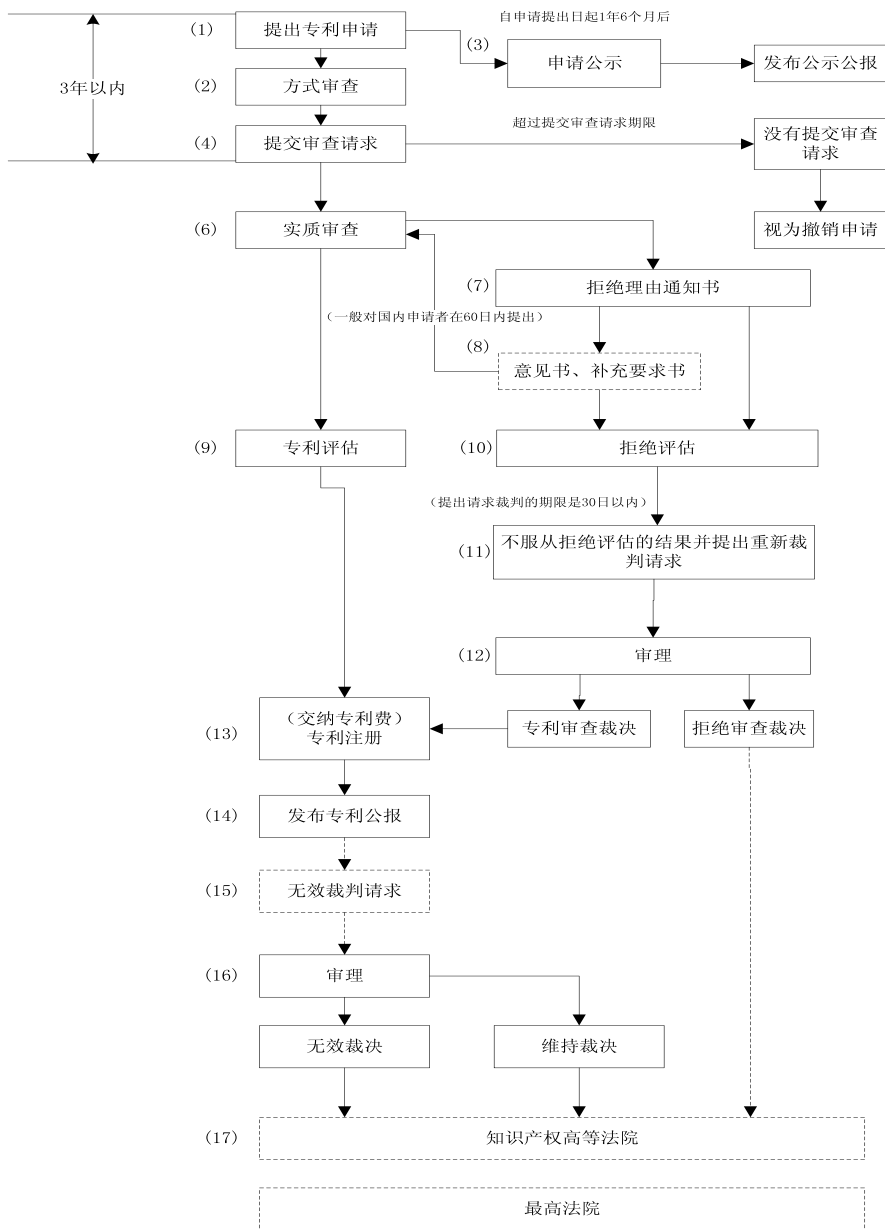 自申请提出日起1年6个月后
(1)
提出专利申请
(3)
申请公示
发布公示公报
3年以内
(2)
方式审查
超过提交审查请求期限
(4)
提交审查请求
没有提交审查
请求
(6)
实质审查
视为撤销申请
(7)
拒绝理由通知书
（一般对国内申请者在60日内提出）
(8)
意见书、补充要求书
(9)
专利评估
(10)
拒绝评估
（提出请求裁判的期限是30日以内）
(11)
不服从拒绝评估的结果并提出重新裁
判请求
(12)
审理
(13)
（交纳专利费）
专利注册
专利审查裁决
拒绝审查裁决
(14)
发布专利公报
(15)
无效裁判请求
(16)
审理
无效裁决
维持裁决
(17)
知识产权高等法院
最高法院